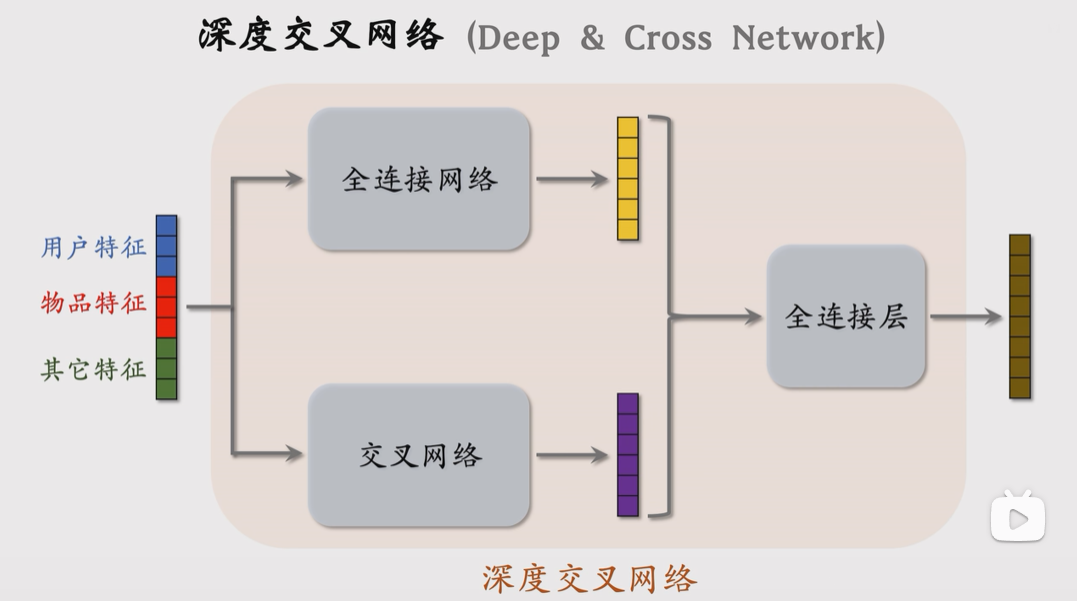 深度交叉网络 (Deep & Cross Network)
全连接网络
用户特征
物品特征
全连接层
其它特征
交叉网络
深度交叉网络